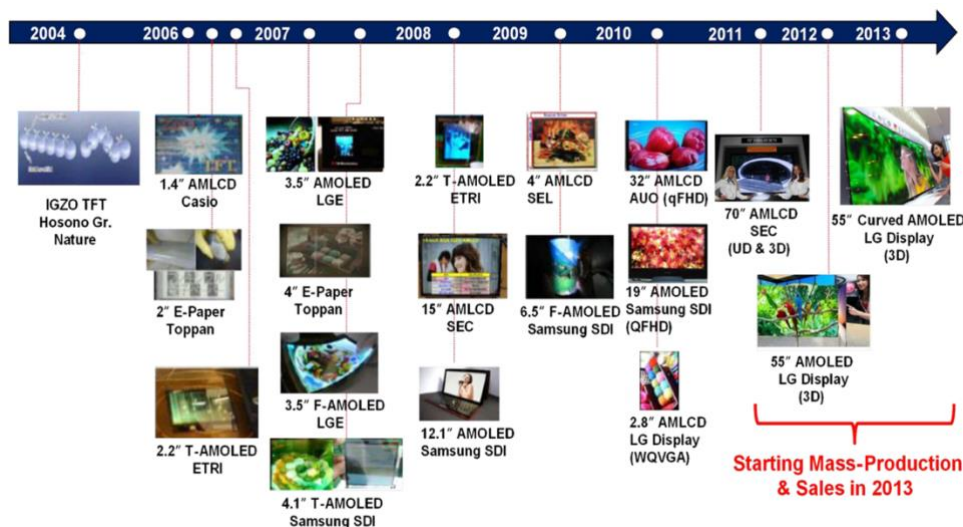 2004
2006
2007
2008
2009
2010
2011
2012
2013
IGZO TFT
Hosono Gr.
Nature
1.4″ AMLCD
Casio
2″ E-Paper
Toppan
2.2″ T-AMOLED
ETRI
3.5″ AMOLED
LGE
4″ E-Paper
Toppan
3.5″ F-AMOLED
LGE
4.1″ T-AMOLED
Samsung SDI
2.2″ T-AMOLED
ETRI
15″ AMLCD
SEC
12.1″ AMOLED
Samsung SDI
4″ AMLCD
SEL
6.5″ F-AMOLED
Samsung SDI
32″ AMLCD
AUO (qFHD)
19″ AMOLED
Samsung SDI
(QFHD)
2.8″ AMLCD
LG Display
(WQVGA)
70″ AMLCD
SEC
(UD & 3D)
55″ AMOLED
LG Display
(3D)
55″ Curved AMOLED
LG Display
(3D)
Starting Mass-Production
& Sales in 2013